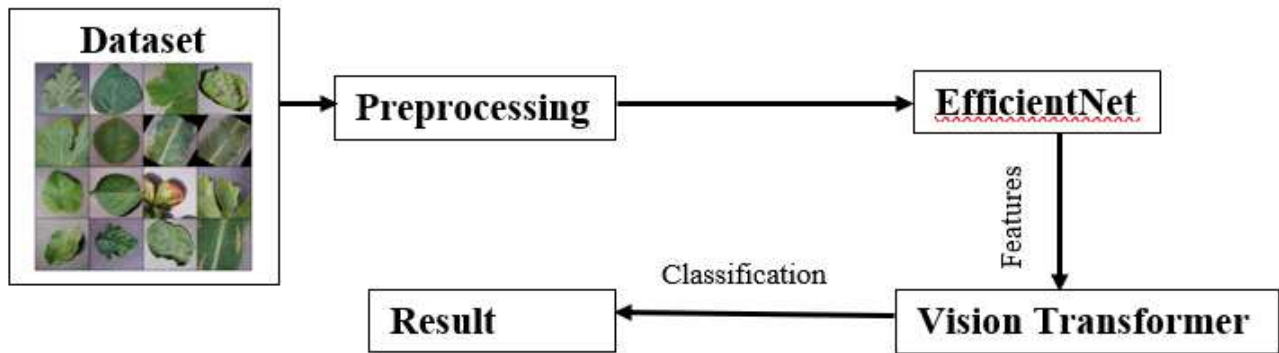 Dataset
Preprocessing
EfficientNet
Features
Vision Transformer
Classification
Result